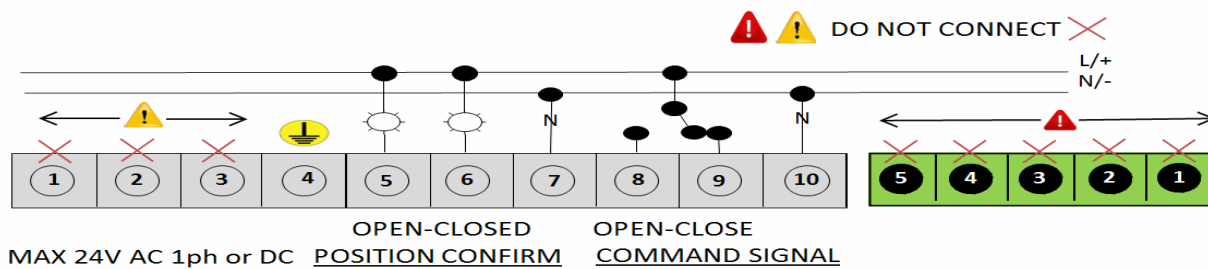 DO NOT CONNECT
L/+
N/-
N
N
1 2 3 4 5 6 7 8 9 10
5 4 3 2 1
OPEN-CLOSED OPEN-CLOSE
MAX 24V AC 1ph or DC POSITION CONFIRM COMMAND SIGNAL